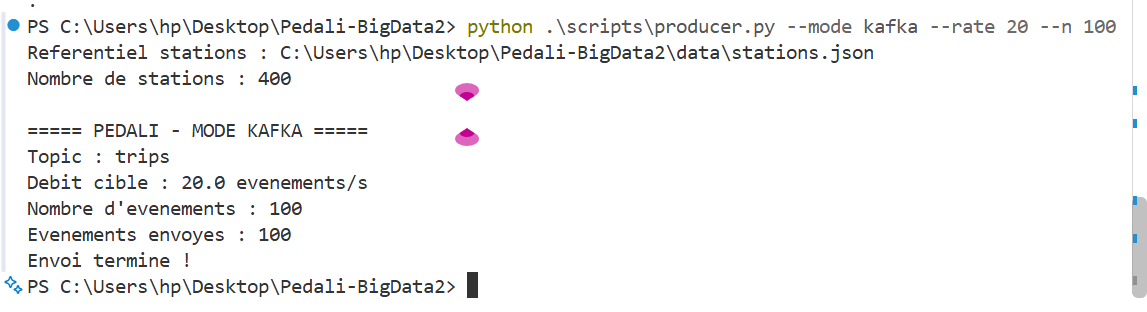 PS C:\Users\hp\Desktop\Pedali-BigData2> python .\scripts\producer.py --mode kafka --rate 20 --n 100
Referentiel stations : C:\Users\hp\Desktop\Pedali-BigData2\data\stations.json
Nombre de stations : 400
===== PEDALI - MODE KAFKA =====
Topic : trips
Debit cible : 20.0 evenements/s
Nombre d'evenements : 100
Evenements envoyes : 100
Envoi termine !
PS C:\Users\hp\Desktop\Pedali-BigData2>